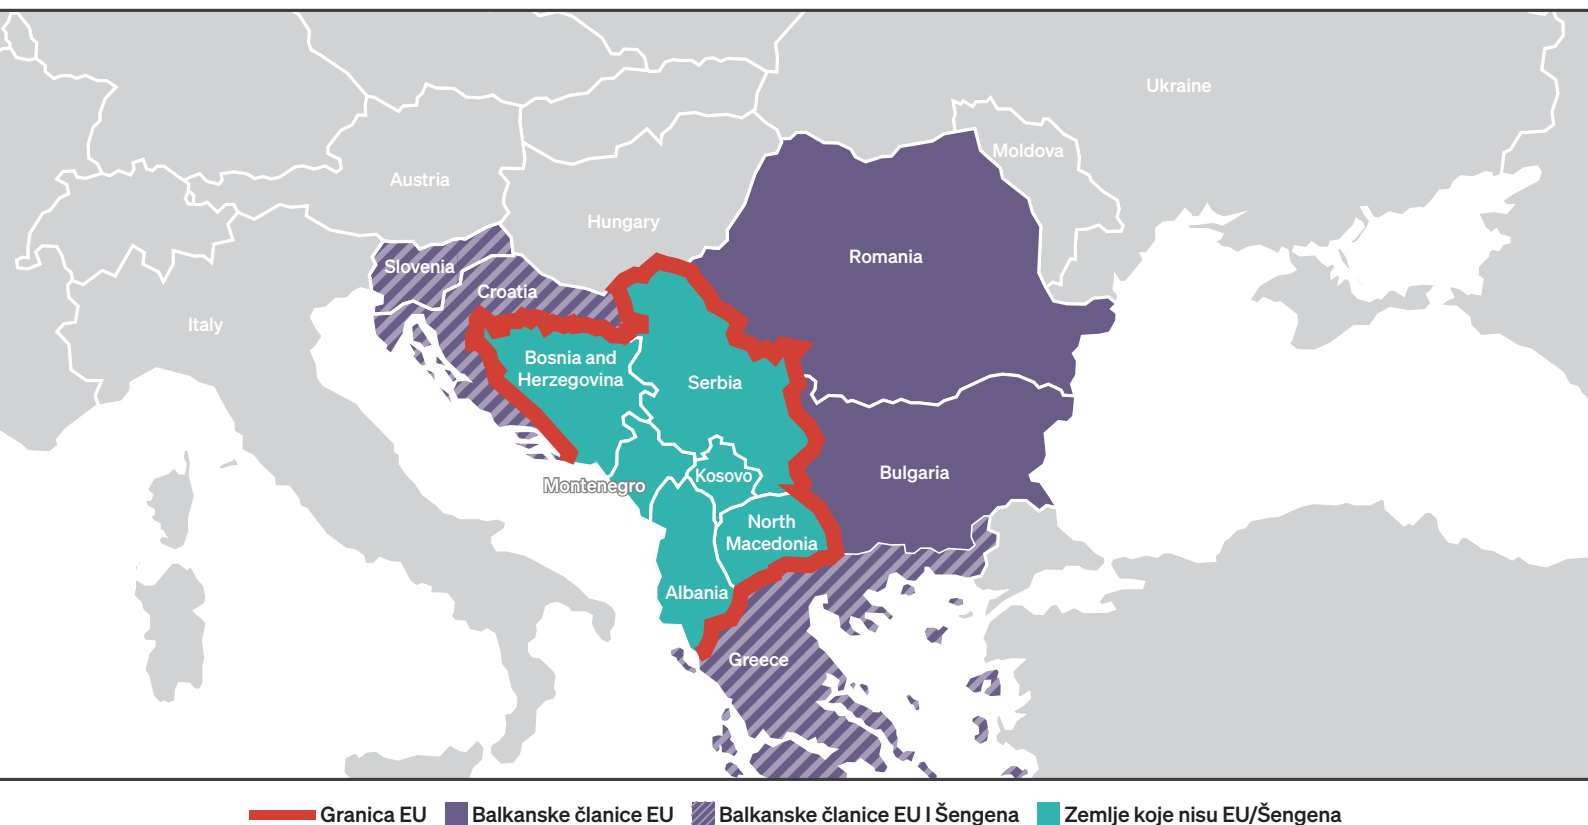 Ukraine
Moldova
Austria
Hungary
Romania
Slovenia
Croatia
Italy
Bosnia and
Herzegovina
Serbia
Bulgaria
Kosovo
Montenegro
North
Macedonia
Albania
Greece
Granica EU
Balkanske članice EU
Balkanske članice EU I Šengena
Zemlje koje nisu EU/Šengena